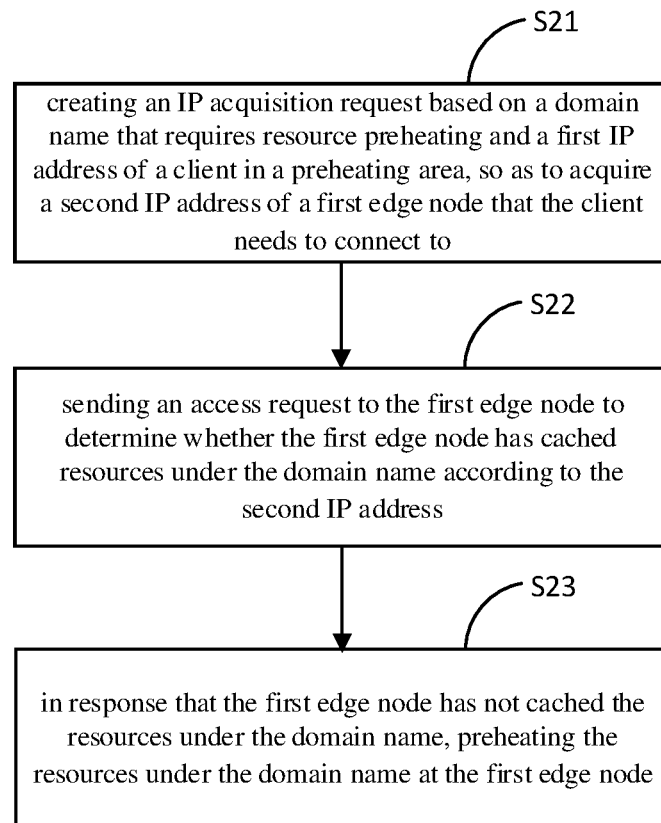 S21
creating an IP acquisition request based on a domain
name that requires resource preheating and a first IP
address of a client in a preheating area, so as to acquire
a second IP address of a first edge node that the client
needs to connect to
S22
sending an access request to the first edge node to
determine whether the first edge node has cached
resources under the domain name according to the
second IP address
S23
in response that the first edge node has not cached the
resources under the domain name, preheating the
resources under the domain name at the first edge node